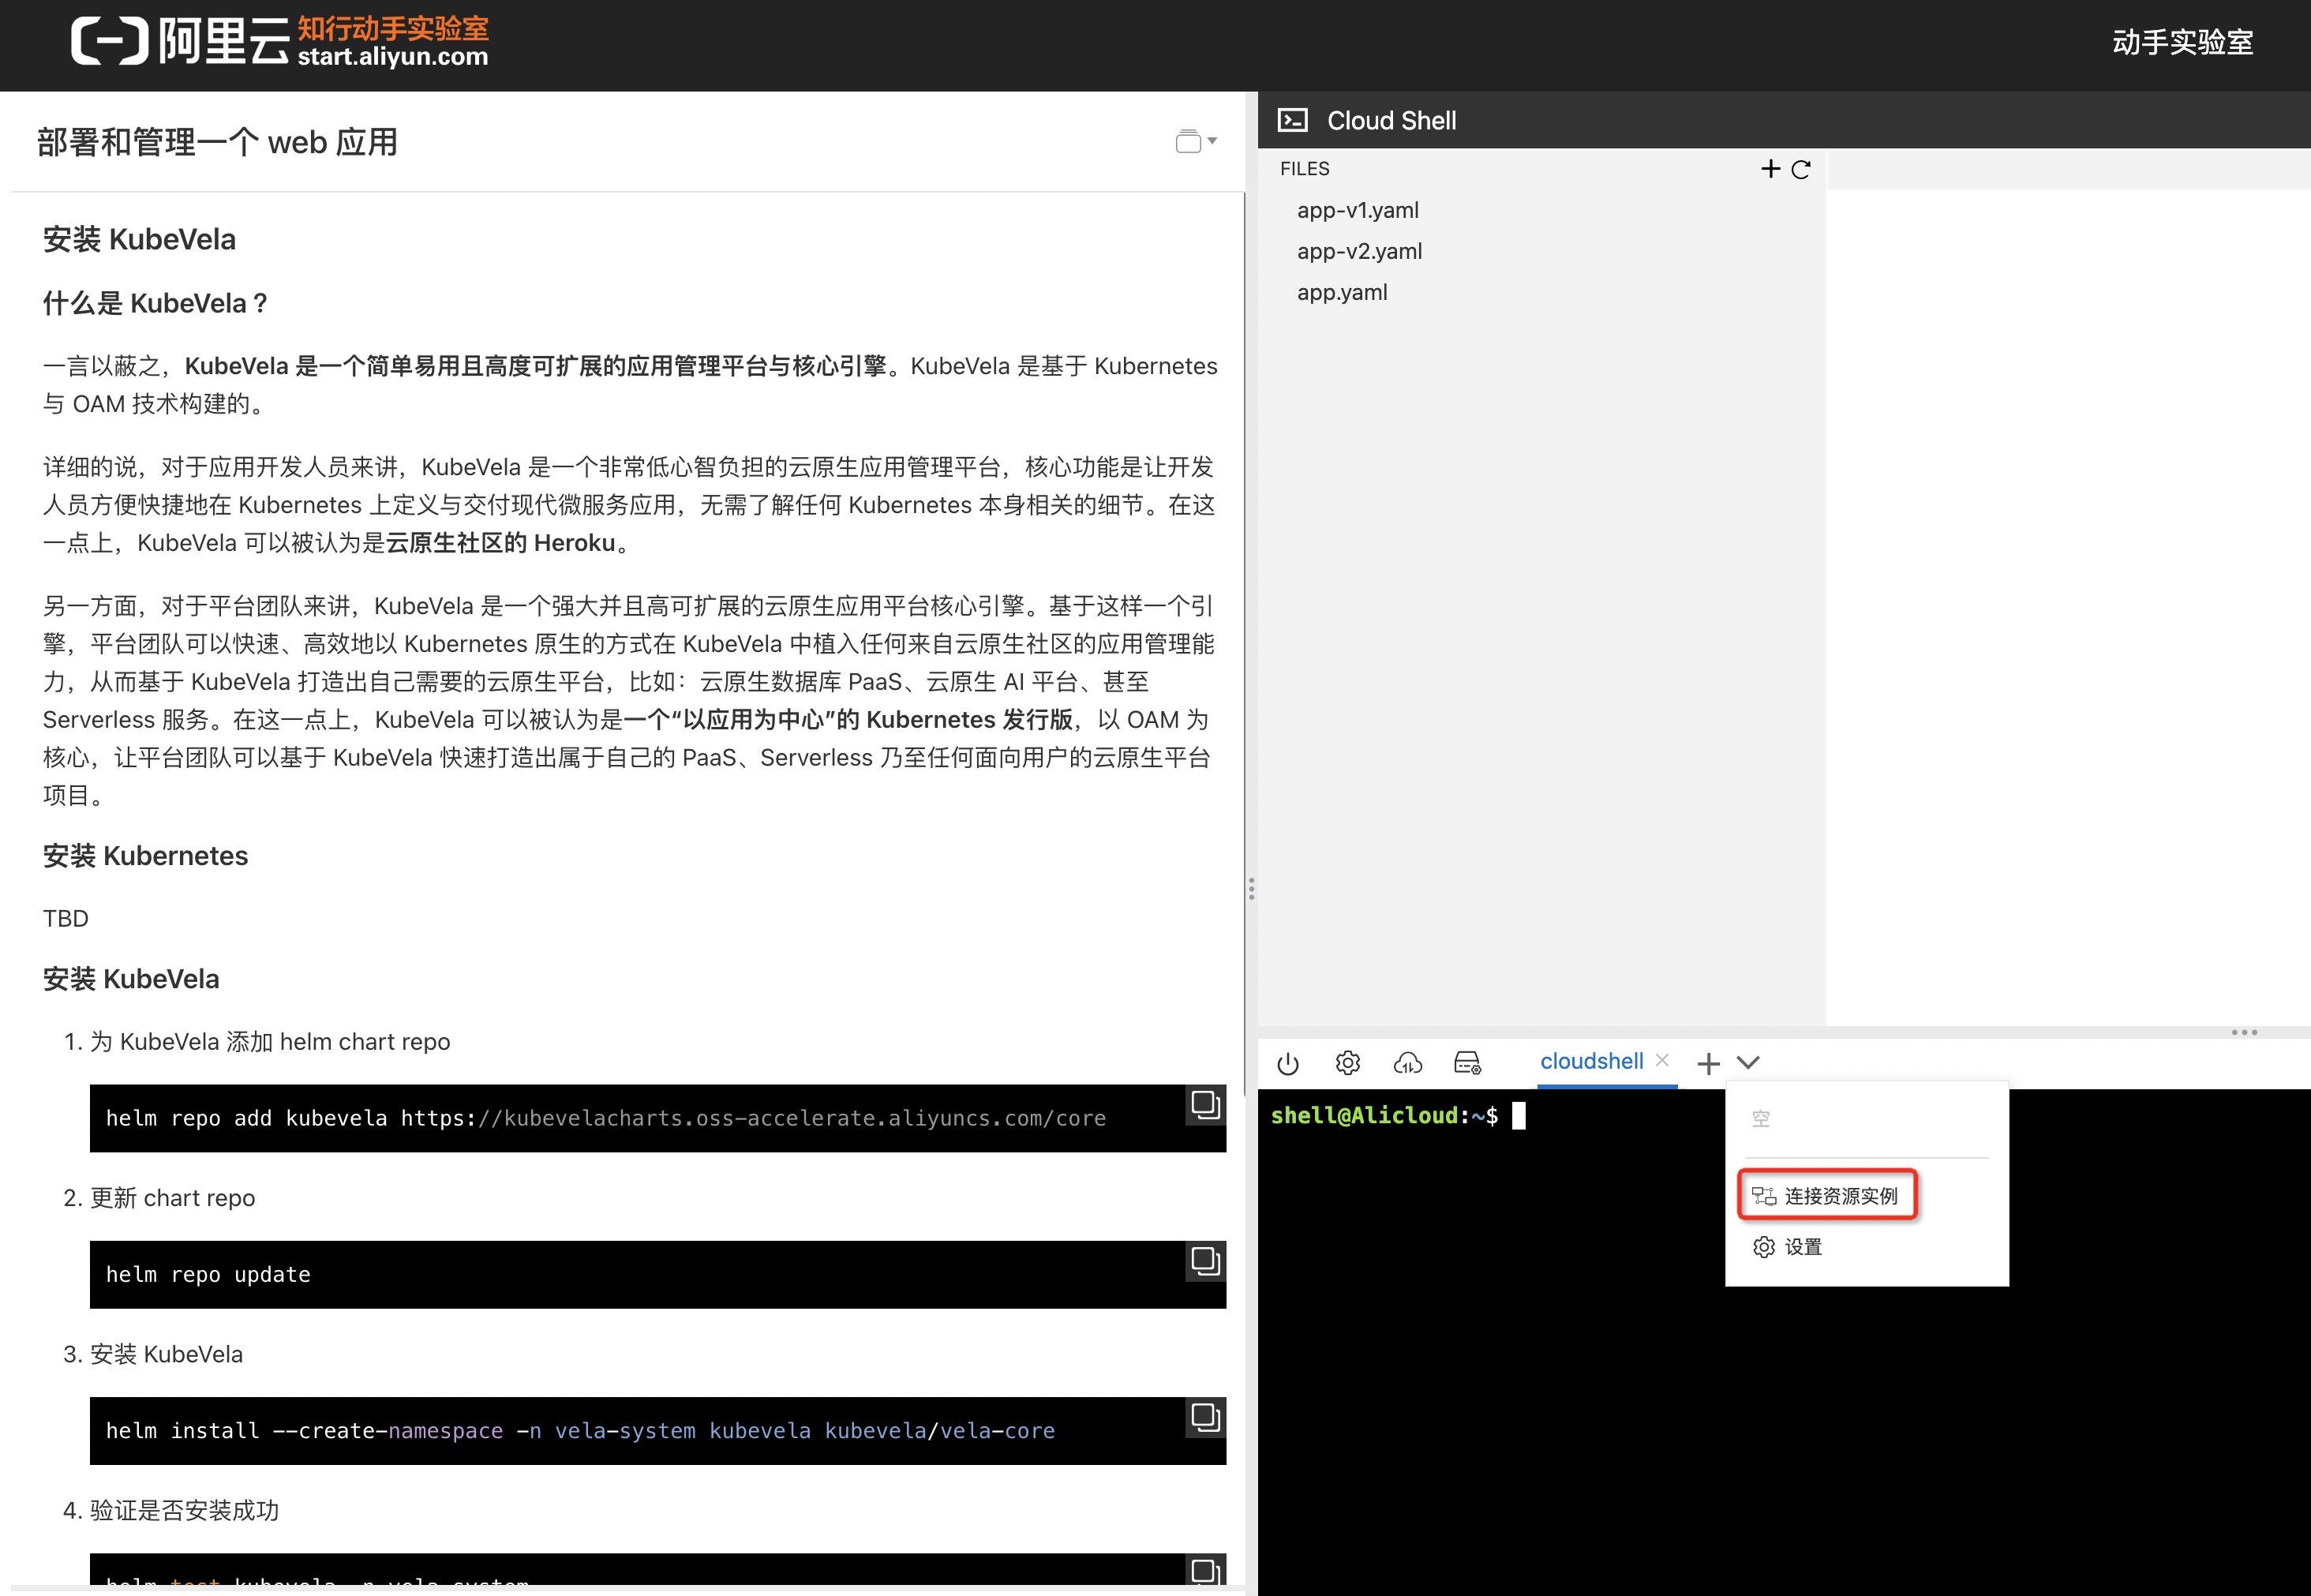 阿里云
知行动手实验室
start.aliyun.com
动手实验室
部署和管理一个 web 应用
安装 KubeVela
什么是 KubeVela？
一言以蔽之，KubeVela 是一个简单易用且高度可扩展的应用管理平台与核心引擎。KubeVela 是基于 Kubernetes
与 OAM 技术构建的。
详细的说，对于应用开发人员来讲，KubeVela 是一个非常低心智负担的云原生应用管理平台，核心功能是让开发
人员方便快捷地在 Kubernetes 上定义与交付现代微服务应用，无需了解任何 Kubernetes 本身相关的细节。在这
一点上，KubeVela 可以被认为是云原生社区的 Heroku。
另一方面，对于平台团队来讲，KubeVela 是一个强大并且高可扩展的云原生应用平台核心引擎。基于这样一个引
擎，平台团队可以快速、高效地以 Kubernetes 原生的方式在 KubeVela 中植入任何来自云原生社区的应用管理能
力，从而基于 KubeVela 打造出自己需要的云原生平台，比如：云原生数据库 PaaS、云原生 AI 平台、甚至
Serverless 服务。在这一点上，KubeVela 可以被认为是一个“以应用为中心”的 Kubernetes 发行版，以 OAM 为
核心，让平台团队可以基于 KubeVela 快速打造出属于自己的 PaaS、Serverless 乃至任何面向用户的云原生平台
项目。
安装 Kubernetes
TBD
安装 KubeVela
1. 为 KubeVela 添加 helm chart repo
helm repo add kubevela https://kubevelacharts.oss-accelerate.aliyuncs.com/core
2. 更新 chart repo
helm repo update
3. 安装 KubeVela
helm install --create-namespace -n vela-system kubevela kubevela/vela-core
4. 验证是否安装成功
helm test kubevela -n vela-system
Cloud Shell
FILES
app-v1.yaml
app-v2.yaml
app.yaml
cloudshell
shell@Alicloud:~$
空
连接资源实例
设置